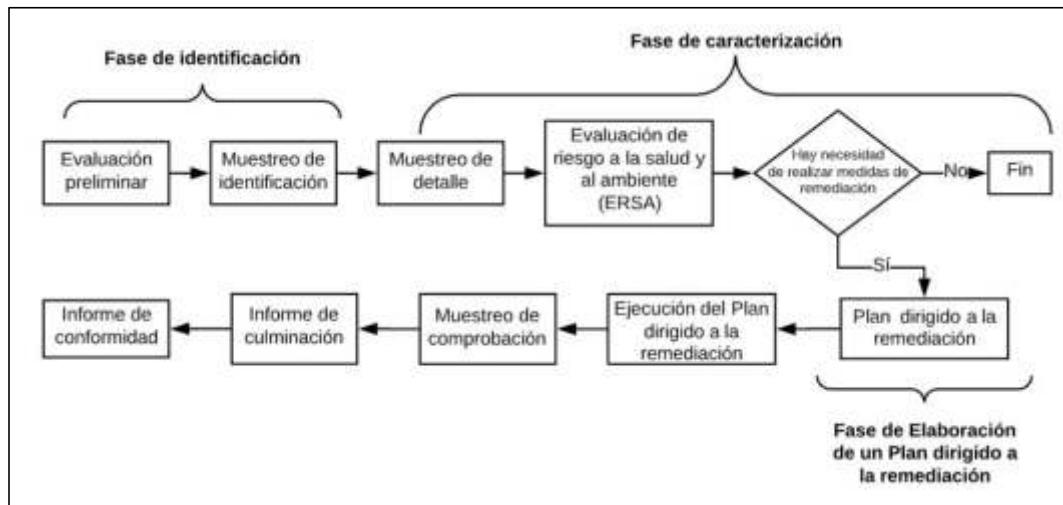 Fase de identificación
Fase de caracterización
Evaluación
preliminar
Muestreo de
identificación
Muestreo de
detalle
Evaluación de
riesgo a la salud y
al ambiente
(ERSA)
Hay necesidad
de realizar medidas de
remediación
No
Fin
Sí
Informe de
conformidad
Informe de
culminación
Muestreo de
comprobación
Ejecución del Plan
dirigido a la
remediación
Plan dirigido a la
remediación
Fase de Elaboración
de un Plan dirigido a
la remediación